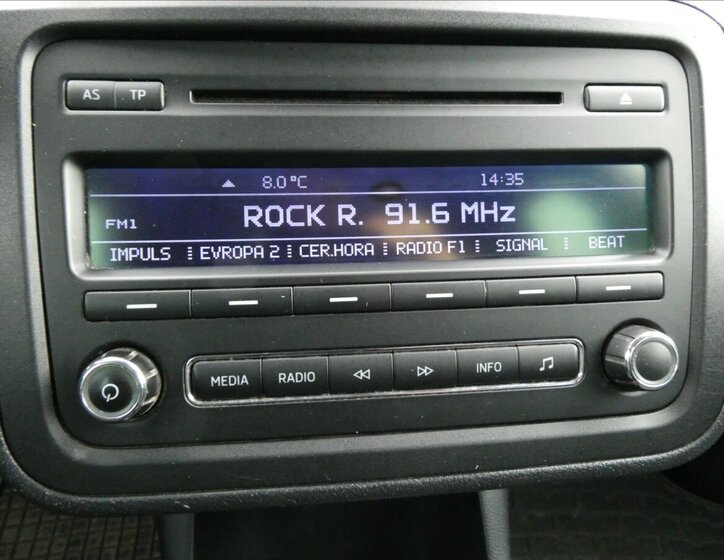 AS TP
8.0°C 14:35
FM1 ROCK R. 91.6 MHz
IMPULS EVROPA 2 CER.HORA RADIO F1 SIGNAL BEAT
MEDIA RADIO INFO